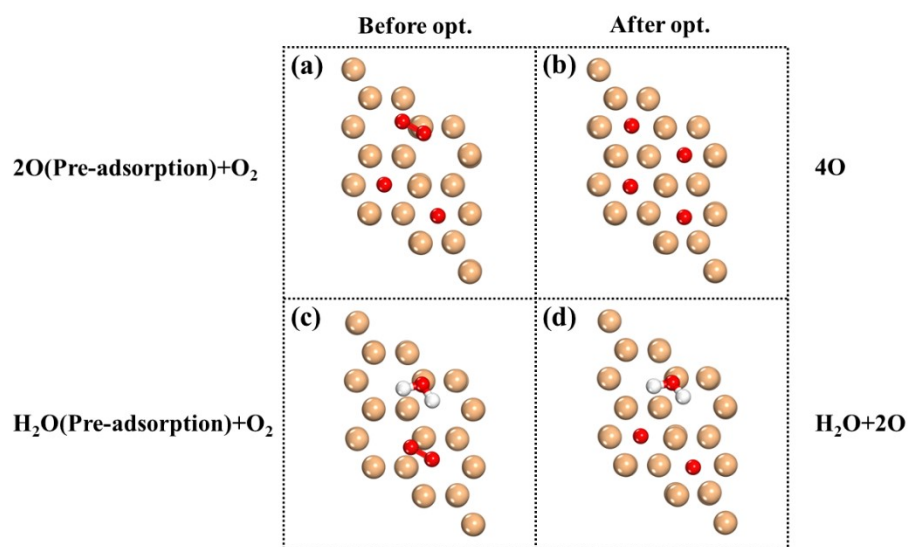 Before opt.
After opt.
(a)
(b)
2O(Pre-adsorption)+O₂
4O
(c)
(d)
H₂O(Pre-adsorption)+O₂
H₂O+2O